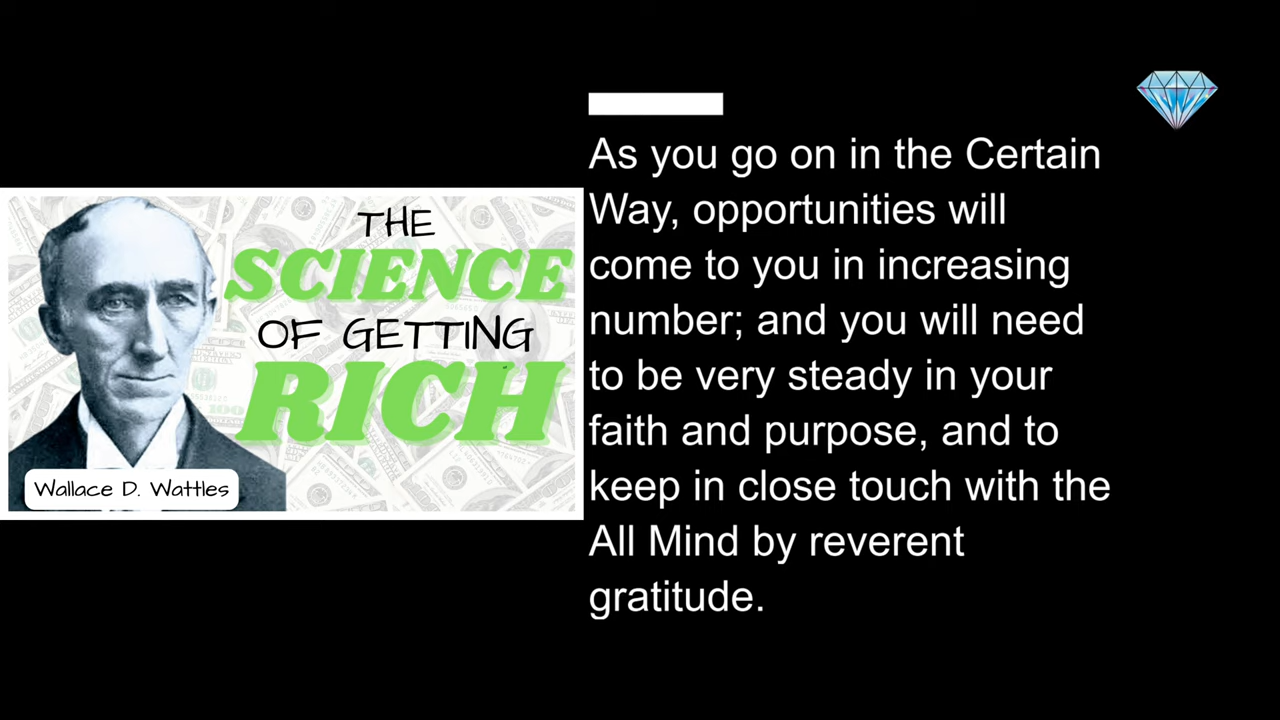 THE
SCIENCE
OF GETTING
RICH
Wallace D. Wattles
As you go on in the Certain
Way, opportunities will
come to you in increasing
number; and you will need
to be very steady in your
faith and purpose, and to
keep in close touch with the
All Mind by reverent
gratitude.